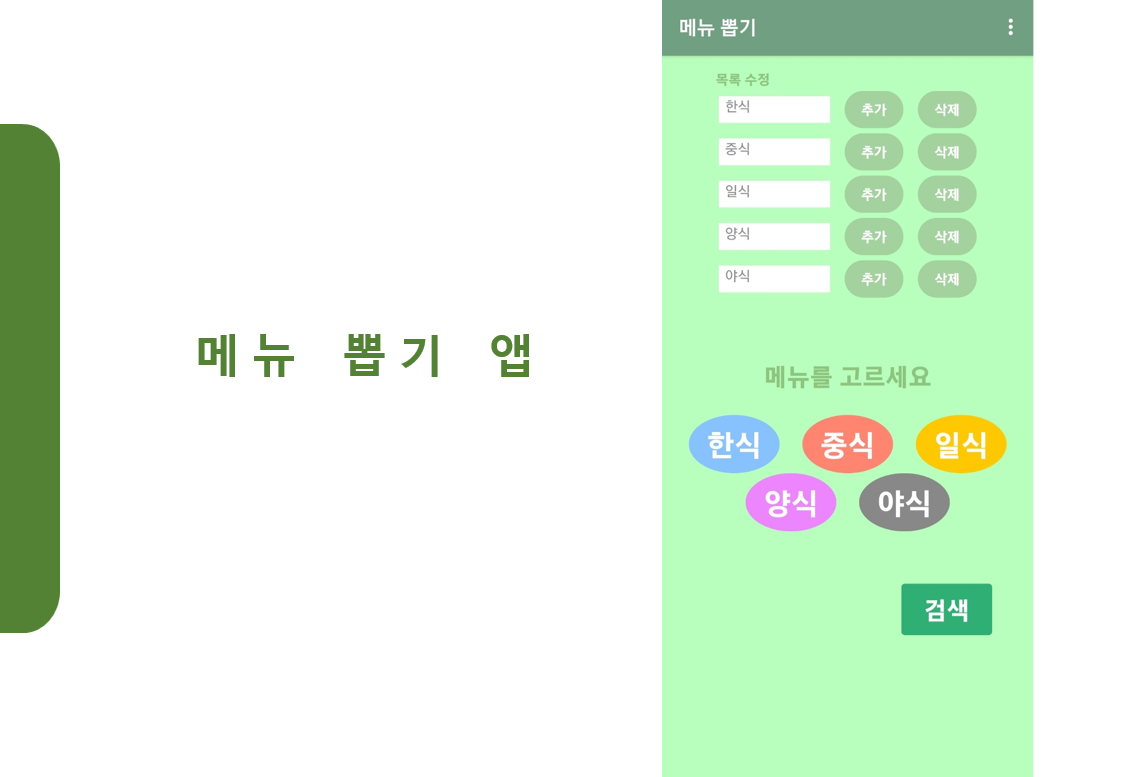 메뉴 뽑기 앱
메뉴 뽑기
목록 수정
한식 추가 삭제
중식 추가 삭제
일식 추가 삭제
양식 추가 삭제
야식 추가 삭제
메뉴를 고르세요
한식 중식 일식
양식 야식
검색